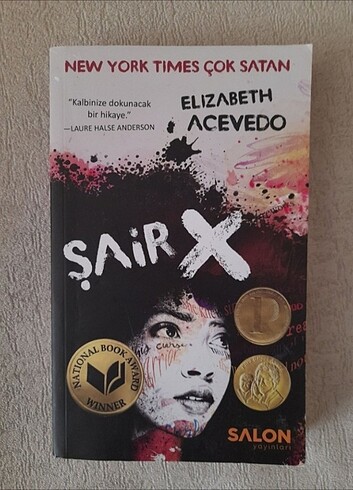 NEW YORK TIMES ÇOK SATAN
"Kalbinize dokunacak
bir hikaye."
—LAURE HALSE ANDERSON
ELIZABETH
ACEVEDO
ŞAİR X
NATIONAL BOOK AWARD
WINNER
P
SALON
yayınları